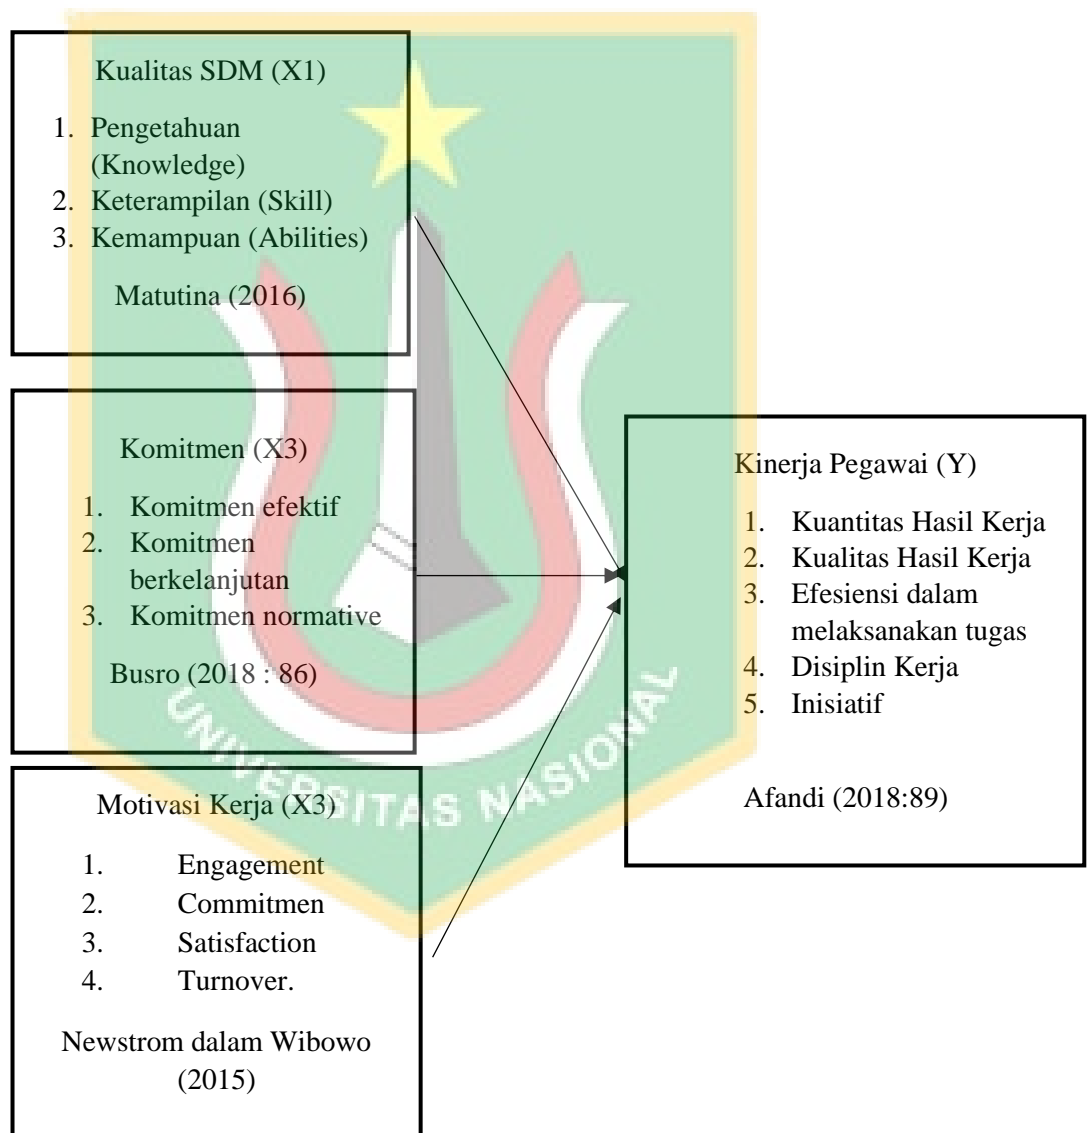 Kualitas SDM (X1)
1. Pengetahuan
(Knowledge)
2. Keterampilan (Skill)
3. Kemampuan (Abilities)
Matutina (2016)
Komitmen (X3)
1. Komitmen efektif
2. Komitmen
berkelanjutan
3. Komitmen normative
Busro (2018 : 86)
Motivasi Kerja (X3)
1. Engagement
2. Commitmen
3. Satisfaction
4. Turnover.
Newstrom dalam Wibowo
(2015)
Kinerja Pegawai (Y)
1. Kuantitas Hasil Kerja
2. Kualitas Hasil Kerja
3. Efesiensi dalam
melaksanakan tugas
4. Disiplin Kerja
5. Inisiatif
Afandi (2018:89)
UNIVERSITAS NASIONAL